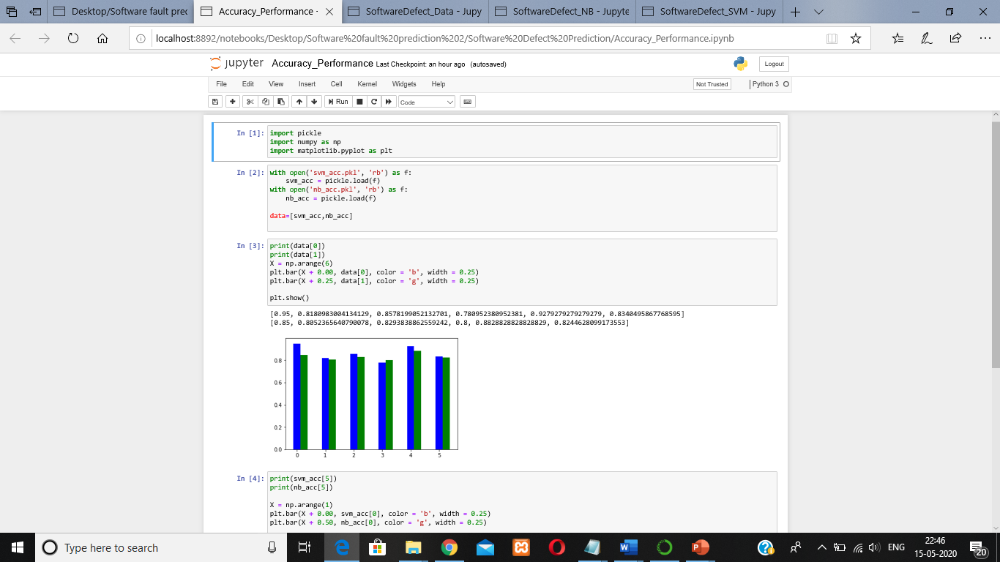 Desktop/Software fault pred
Accuracy_Performance -
SoftwareDefect_Data - Jupy
SoftwareDefect_NB - Jupyte
SoftwareDefect_SVM - Jupy
localhost:8892/notebooks/Desktop/Software%20fault%20prediction%202/Software%20Defect%20Prediction/Accuracy_Performance.ipynb
jupyter Accuracy_Performance Last Checkpoint: an hour ago (autosaved)
Logout
File Edit View Insert Cell Kernel Widgets Help
Not Trusted
Python 3
Run
Code
In [1]: import pickle
import numpy as np
import matplotlib.pyplot as plt
In [2]: with open('svm_acc.pkl', 'rb') as f:
svm_acc = pickle.load(f)
with open('nb_acc.pkl', 'rb') as f:
nb_acc = pickle.load(f)
data=[svm_acc,nb_acc]
In [3]: print(data[0])
print(data[1])
X = np.arange(6)
plt.bar(X + 0.00, data[0], color = 'b', width = 0.25)
plt.bar(X + 0.25, data[1], color = 'g', width = 0.25)
plt.show()
[0.95, 0.8180983004134129, 0.8578199052132701, 0.780952380952381, 0.9279279279279279, 0.8340495867768595]
[0.85, 0.8052365640790078, 0.8293838862559242, 0.8, 0.8828828828828829, 0.8244628099173553]
0.8
0.6
0.4
0.2
0.0
0 1 2 3 4 5
In [4]: print(svm_acc[5])
print(nb_acc[5])
X = np.arange(1)
plt.bar(X + 0.00, svm_acc[0], color = 'b', width = 0.25)
plt.bar(X + 0.50, nb_acc[0], color = 'g', width = 0.25)
Type here to search
ENG
22:46
15-05-2020
20